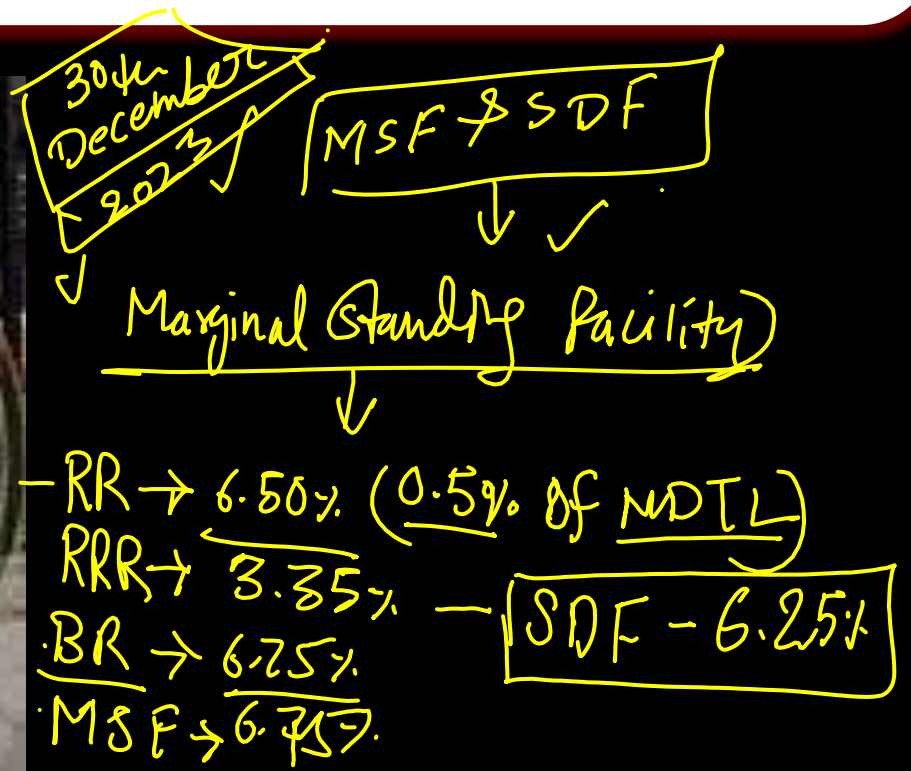 30th
December
2023
MSF & SDF
Marginal Standing Facility
- RR → 6.50% (0.5% of NDTL)
RRR → 3.35% —
SDF - 6.25%
BR → 6.75%
MSF → 6.75%